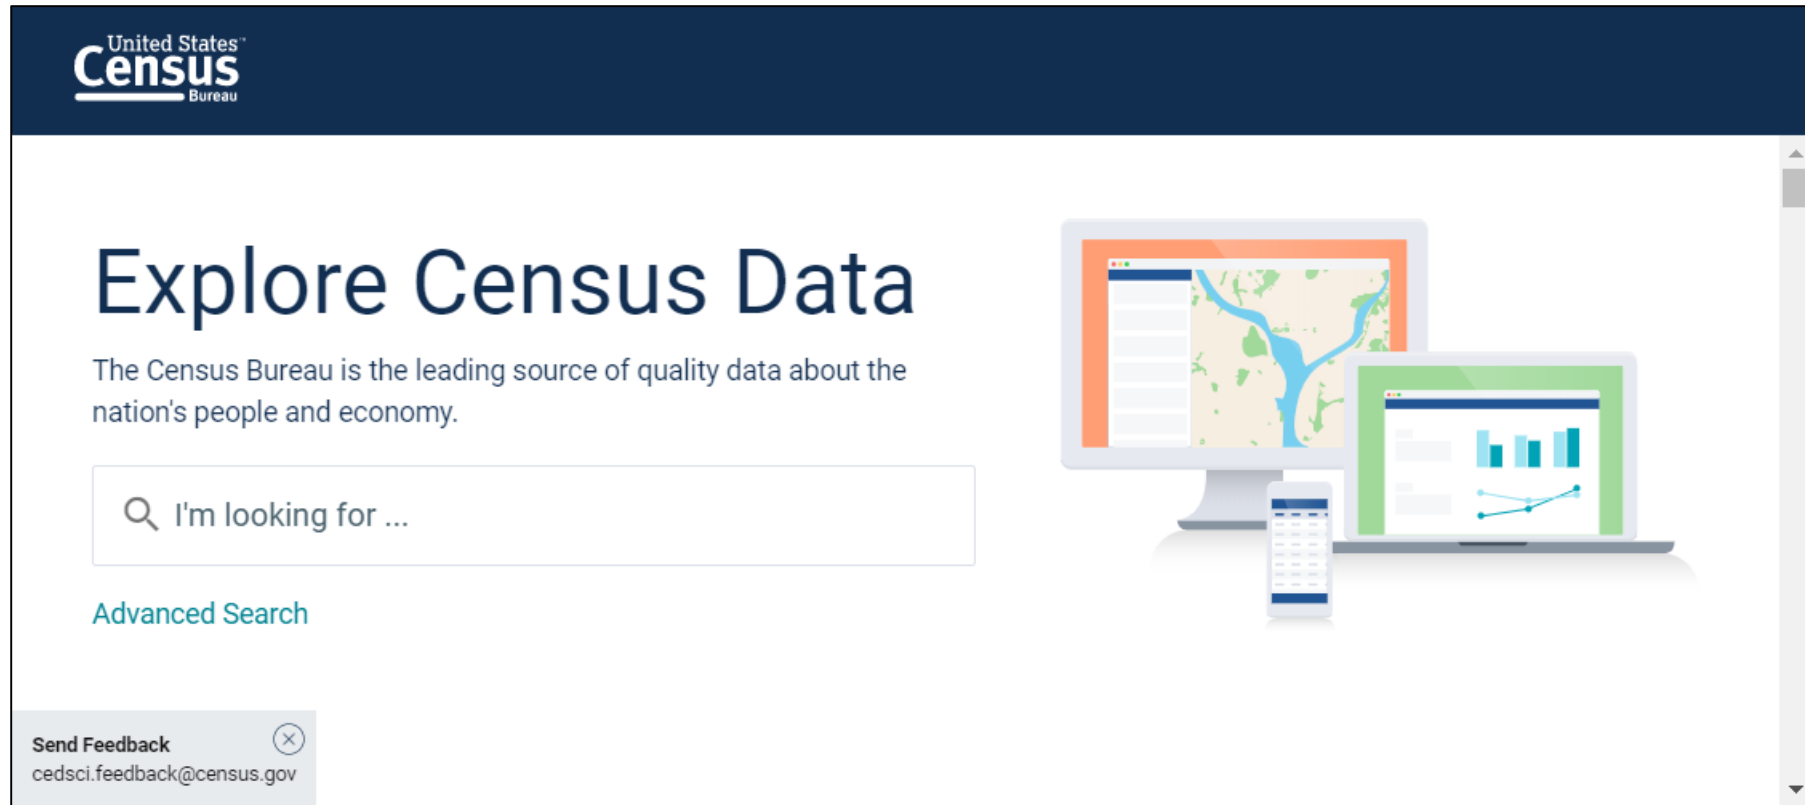 United States™
Census
Bureau
Explore Census Data
The Census Bureau is the leading source of quality data about the
nation's people and economy.
I'm looking for ...
Advanced Search
Send Feedback
cedsci.feedback@census.gov